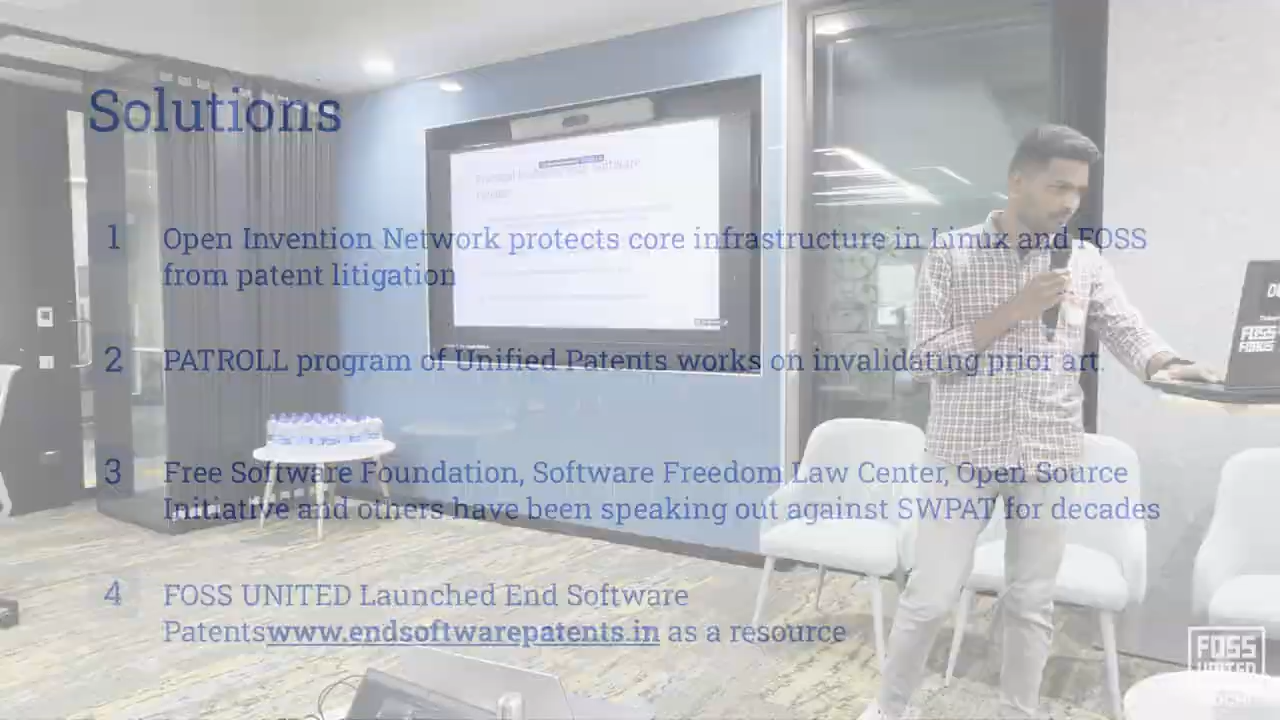 Solutions
1 Open Invention Network protects core infrastructure in Linux and FOSS
from patent litigation
2 PATROLL program of Unified Patents works on invalidating prior art.
3 Free Software Foundation, Software Freedom Law Center, Open Source
Initiative and others have been speaking out against SWPAT for decades
4 FOSS UNITED Launched End Software
Patentswww.endsoftwarepatents.in as a resource
FOSS
UNITED